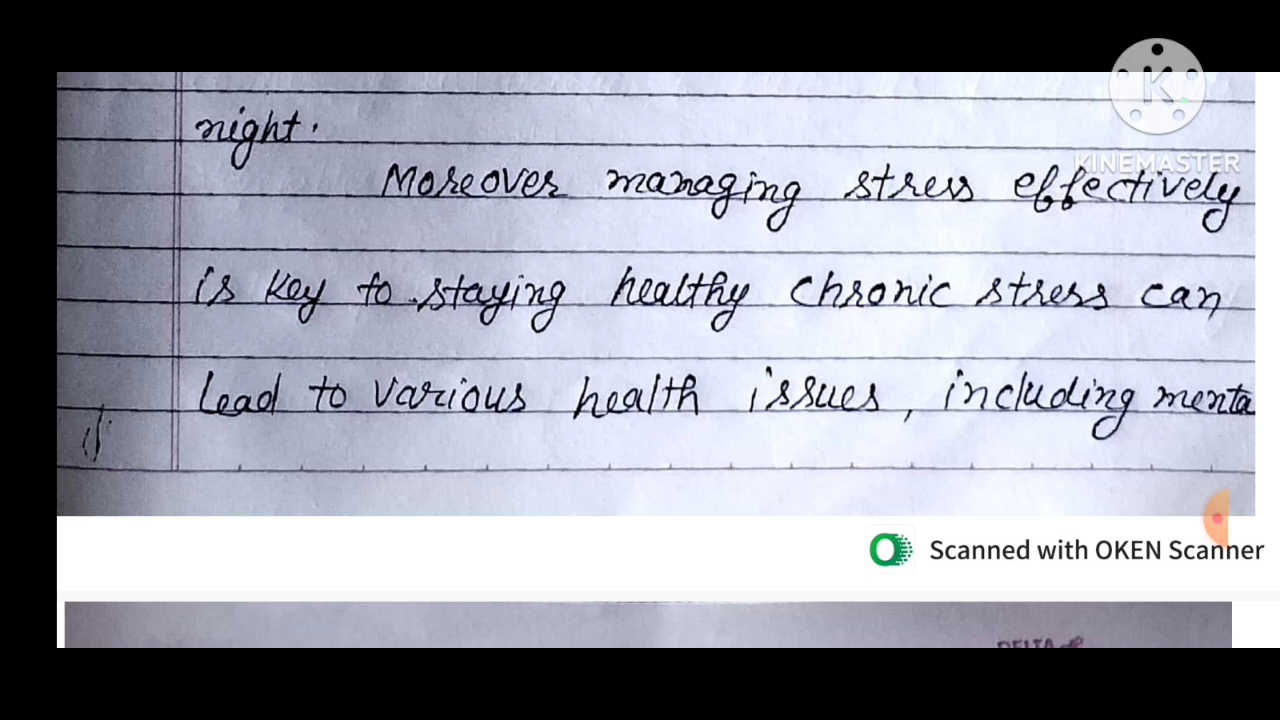 K
KINEMASTER
night.
Moreover managing stress effectively
is key to staying healthy chronic stress can
Lead to various health issues, including menta
Scanned with OKEN Scanner
DELTA